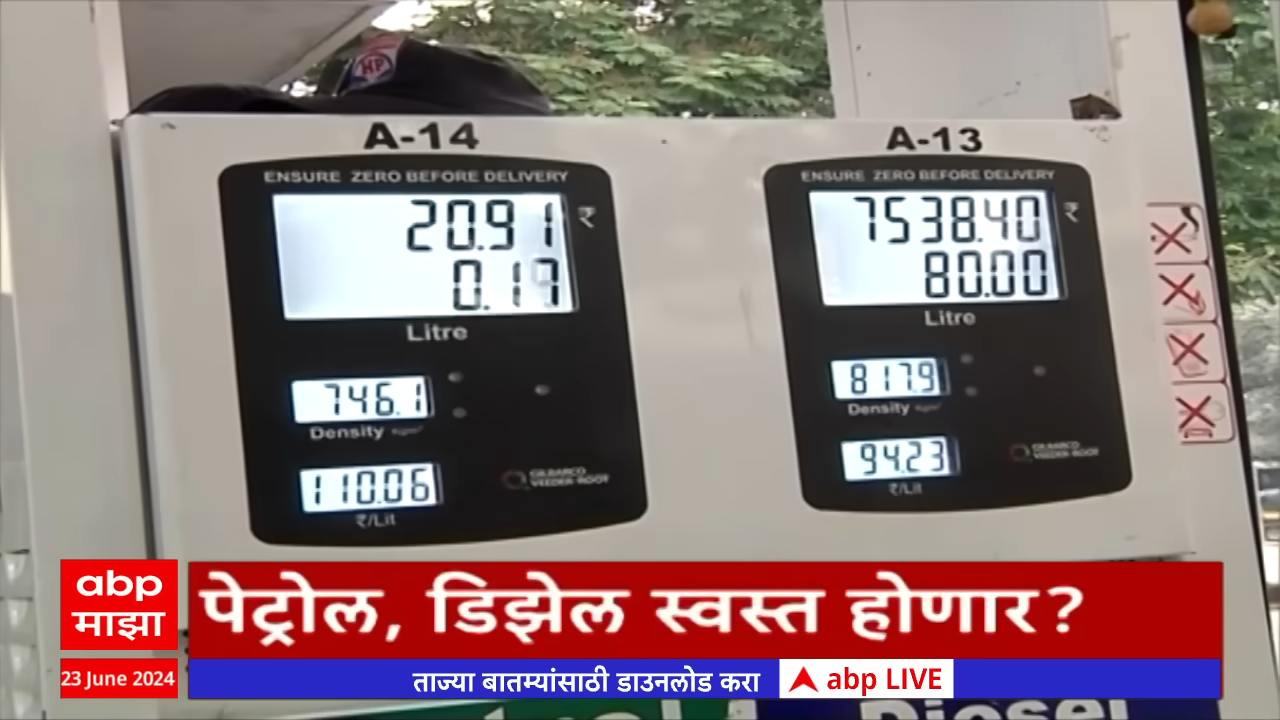 HP
A-14
ENSURE ZERO BEFORE DELIVERY
20.91 ₹
0.17
Litre
746.1
Density
110.06
₹/Lit
GILBARCO
VEEDER-ROOT
A-13
ENSURE ZERO BEFORE DELIVERY
7538.40 ₹
80.00
Litre
817.9
Density
94.23
₹/Lit
GILBARCO
VEEDER-ROOT
abp
माझा
पेट्रोल, डिझेल स्वस्त होणार?
23 June 2024
ताज्या बातम्यांसाठी डाउनलोड करा
abp LIVE
Diesel